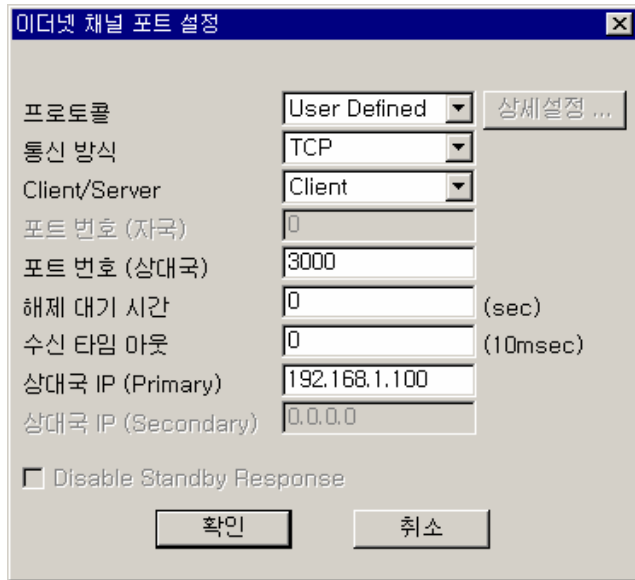 이더넷 채널 포트 설정
프로토콜 User Defined 상세설정 ...
통신 방식 TCP
Client/Server Client
포트 번호 (자국) 0
포트 번호 (상대국) 3000
해제 대기 시간 0 (sec)
수신 타임 아웃 0 (10msec)
상대국 IP (Primary) 192.168.1.100
상대국 IP (Secondary) 0.0.0.0
Disable Standby Response
확인 취소